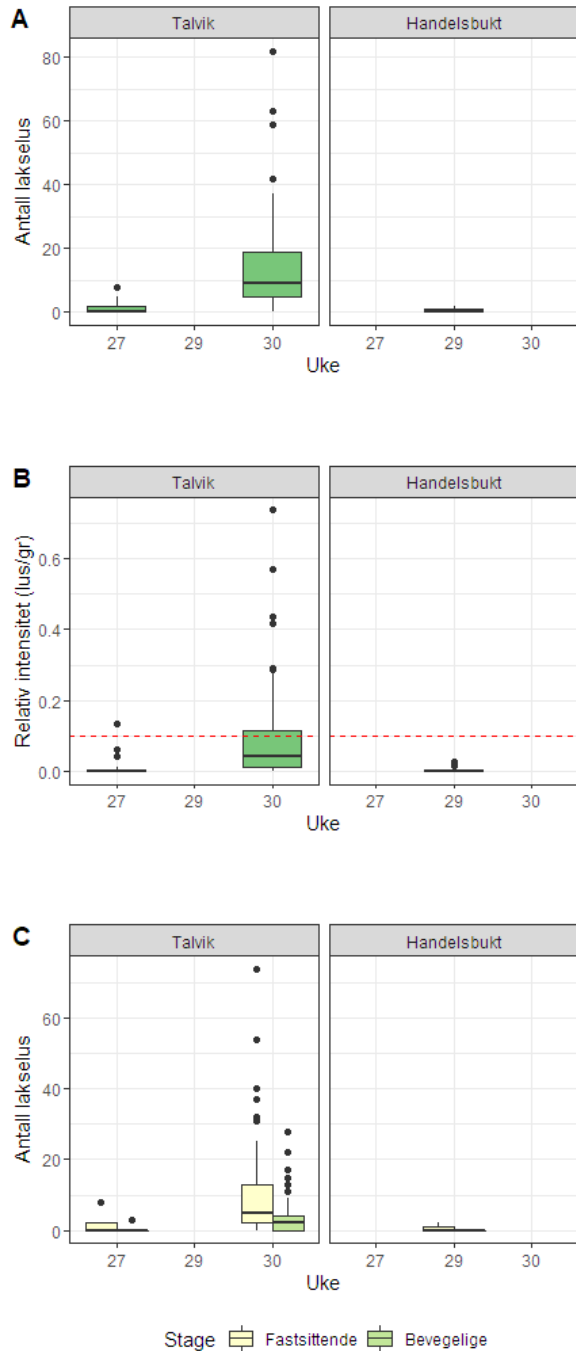 A
Talvik
Handelsbukt
Antall lakselus
80
60
40
20
0
27
29
30
27
29
30
Uke
B
Talvik
Handelsbukt
Relativ intensitet (lus/gr)
0.6
0.4
0.2
0.0
27
29
30
27
29
30
Uke
C
Talvik
Handelsbukt
Antall lakselus
60
40
20
0
27
29
30
27
29
30
Uke
Stage Fastsittende Bevegelige